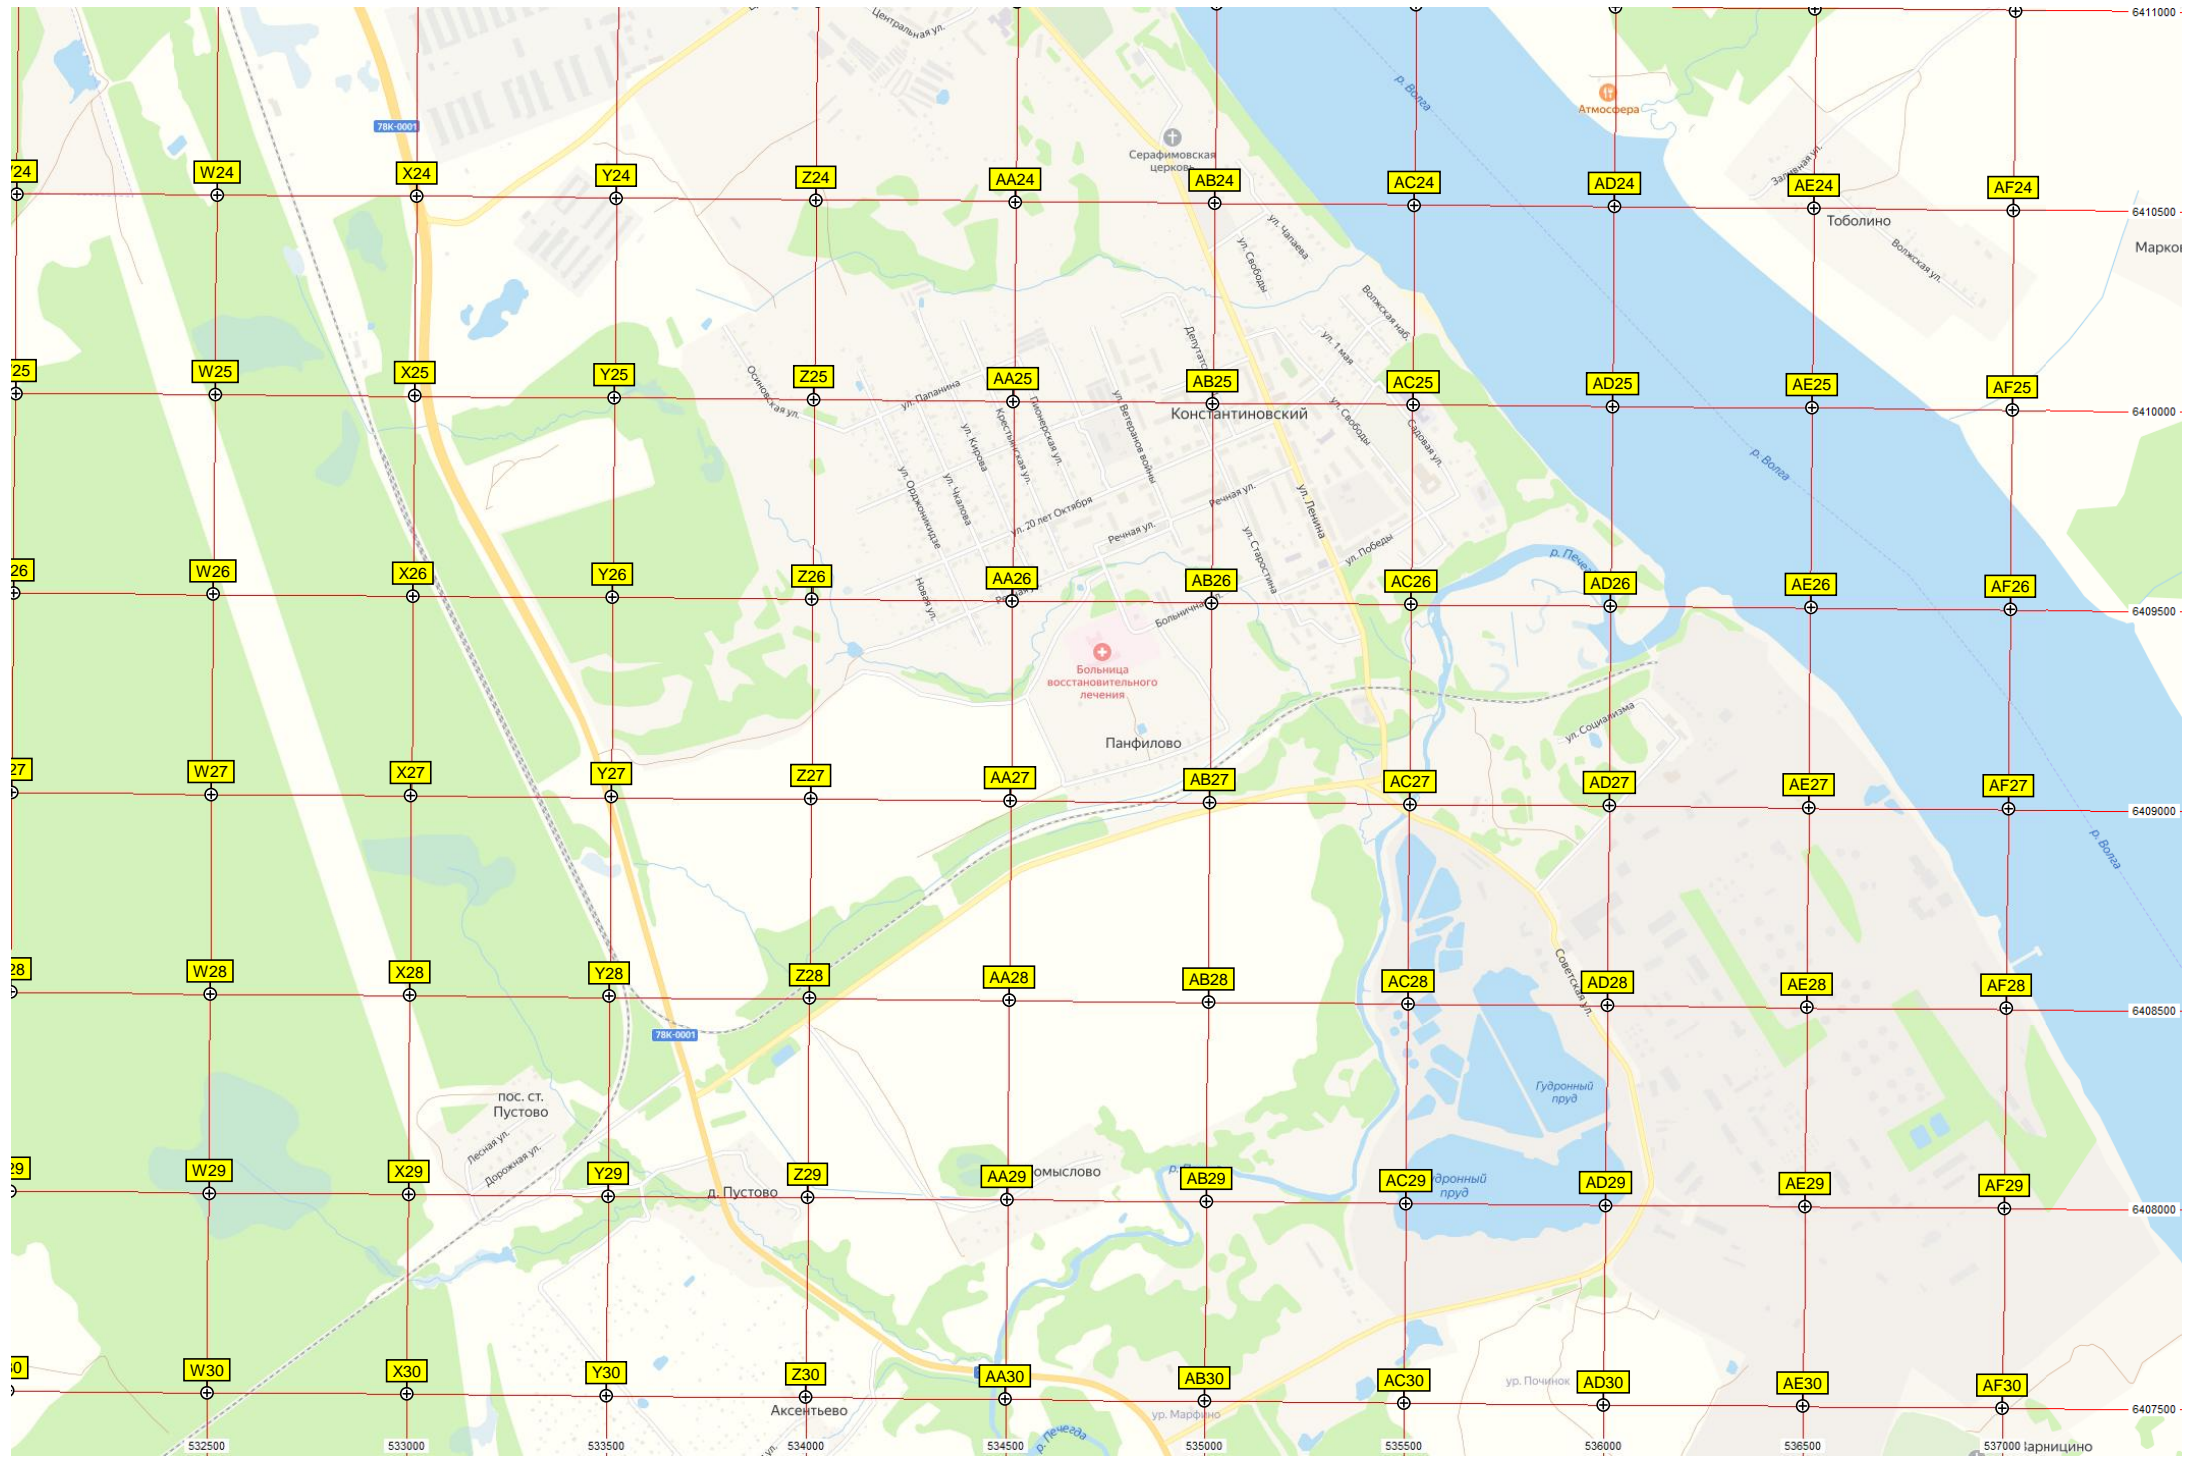 Центральная ул.
6411000
р. Волга
Атмосфера
78К-0001
Серафимовская
церковь
Заливная ул.
W24
X24
Y24
Z24
AA24
AB24
AC24
AD24
AE24
AF24
6410500
Тоболино
ул. Чапаева
ул. Свободы
Волжская ул.
Волжская наб.
ул. 1 мая
W25
X25
Y25
Z25
AA25
AB25
AC25
AD25
AE25
AF25
6410000
Осиновская ул.
ул. Папанина
Константиновский
Крестьянская ул.
Пионерская ул.
ул. Ветеранов войны
ул. Свободы
Садовая ул.
ул. Кирова
ул. Чкалова
ул. Орджоникидзе
ул. 20 лет Октября
Речная ул.
Речная ул.
ул. Ленина
р. Волга
ул. Старостина
ул. Победы
W26
X26
Y26
Z26
AA26
AB26
AC26
AD26
AE26
AF26
6409500
Новая ул.
Больница
восстановительного
лечения
Панфилово
ул. Социализма
W27
X27
Y27
Z27
AA27
AB27
AC27
AD27
AE27
AF27
6409000
р. Волга
W28
X28
Y28
Z28
AA28
AB28
AC28
AD28
AE28
AF28
6408500
Советская ул.
78К-0001
Гудронный
пруд
пос. ст.
Пустово
Лесная ул.
Дорожная ул.
W29
X29
Y29
Z29
AA29
AB29
AC29
AD29
AE29
AF29
6408000
д. Пустово
пруд
W30
X30
Y30
Z30
AA30
AB30
AC30
AD30
AE30
AF30
6407500
Аксентьево
ур. Марфино
ур. Починок
р. Печегда
532500
533000
533500
534000
534500
535000
535500
536000
536500
537000